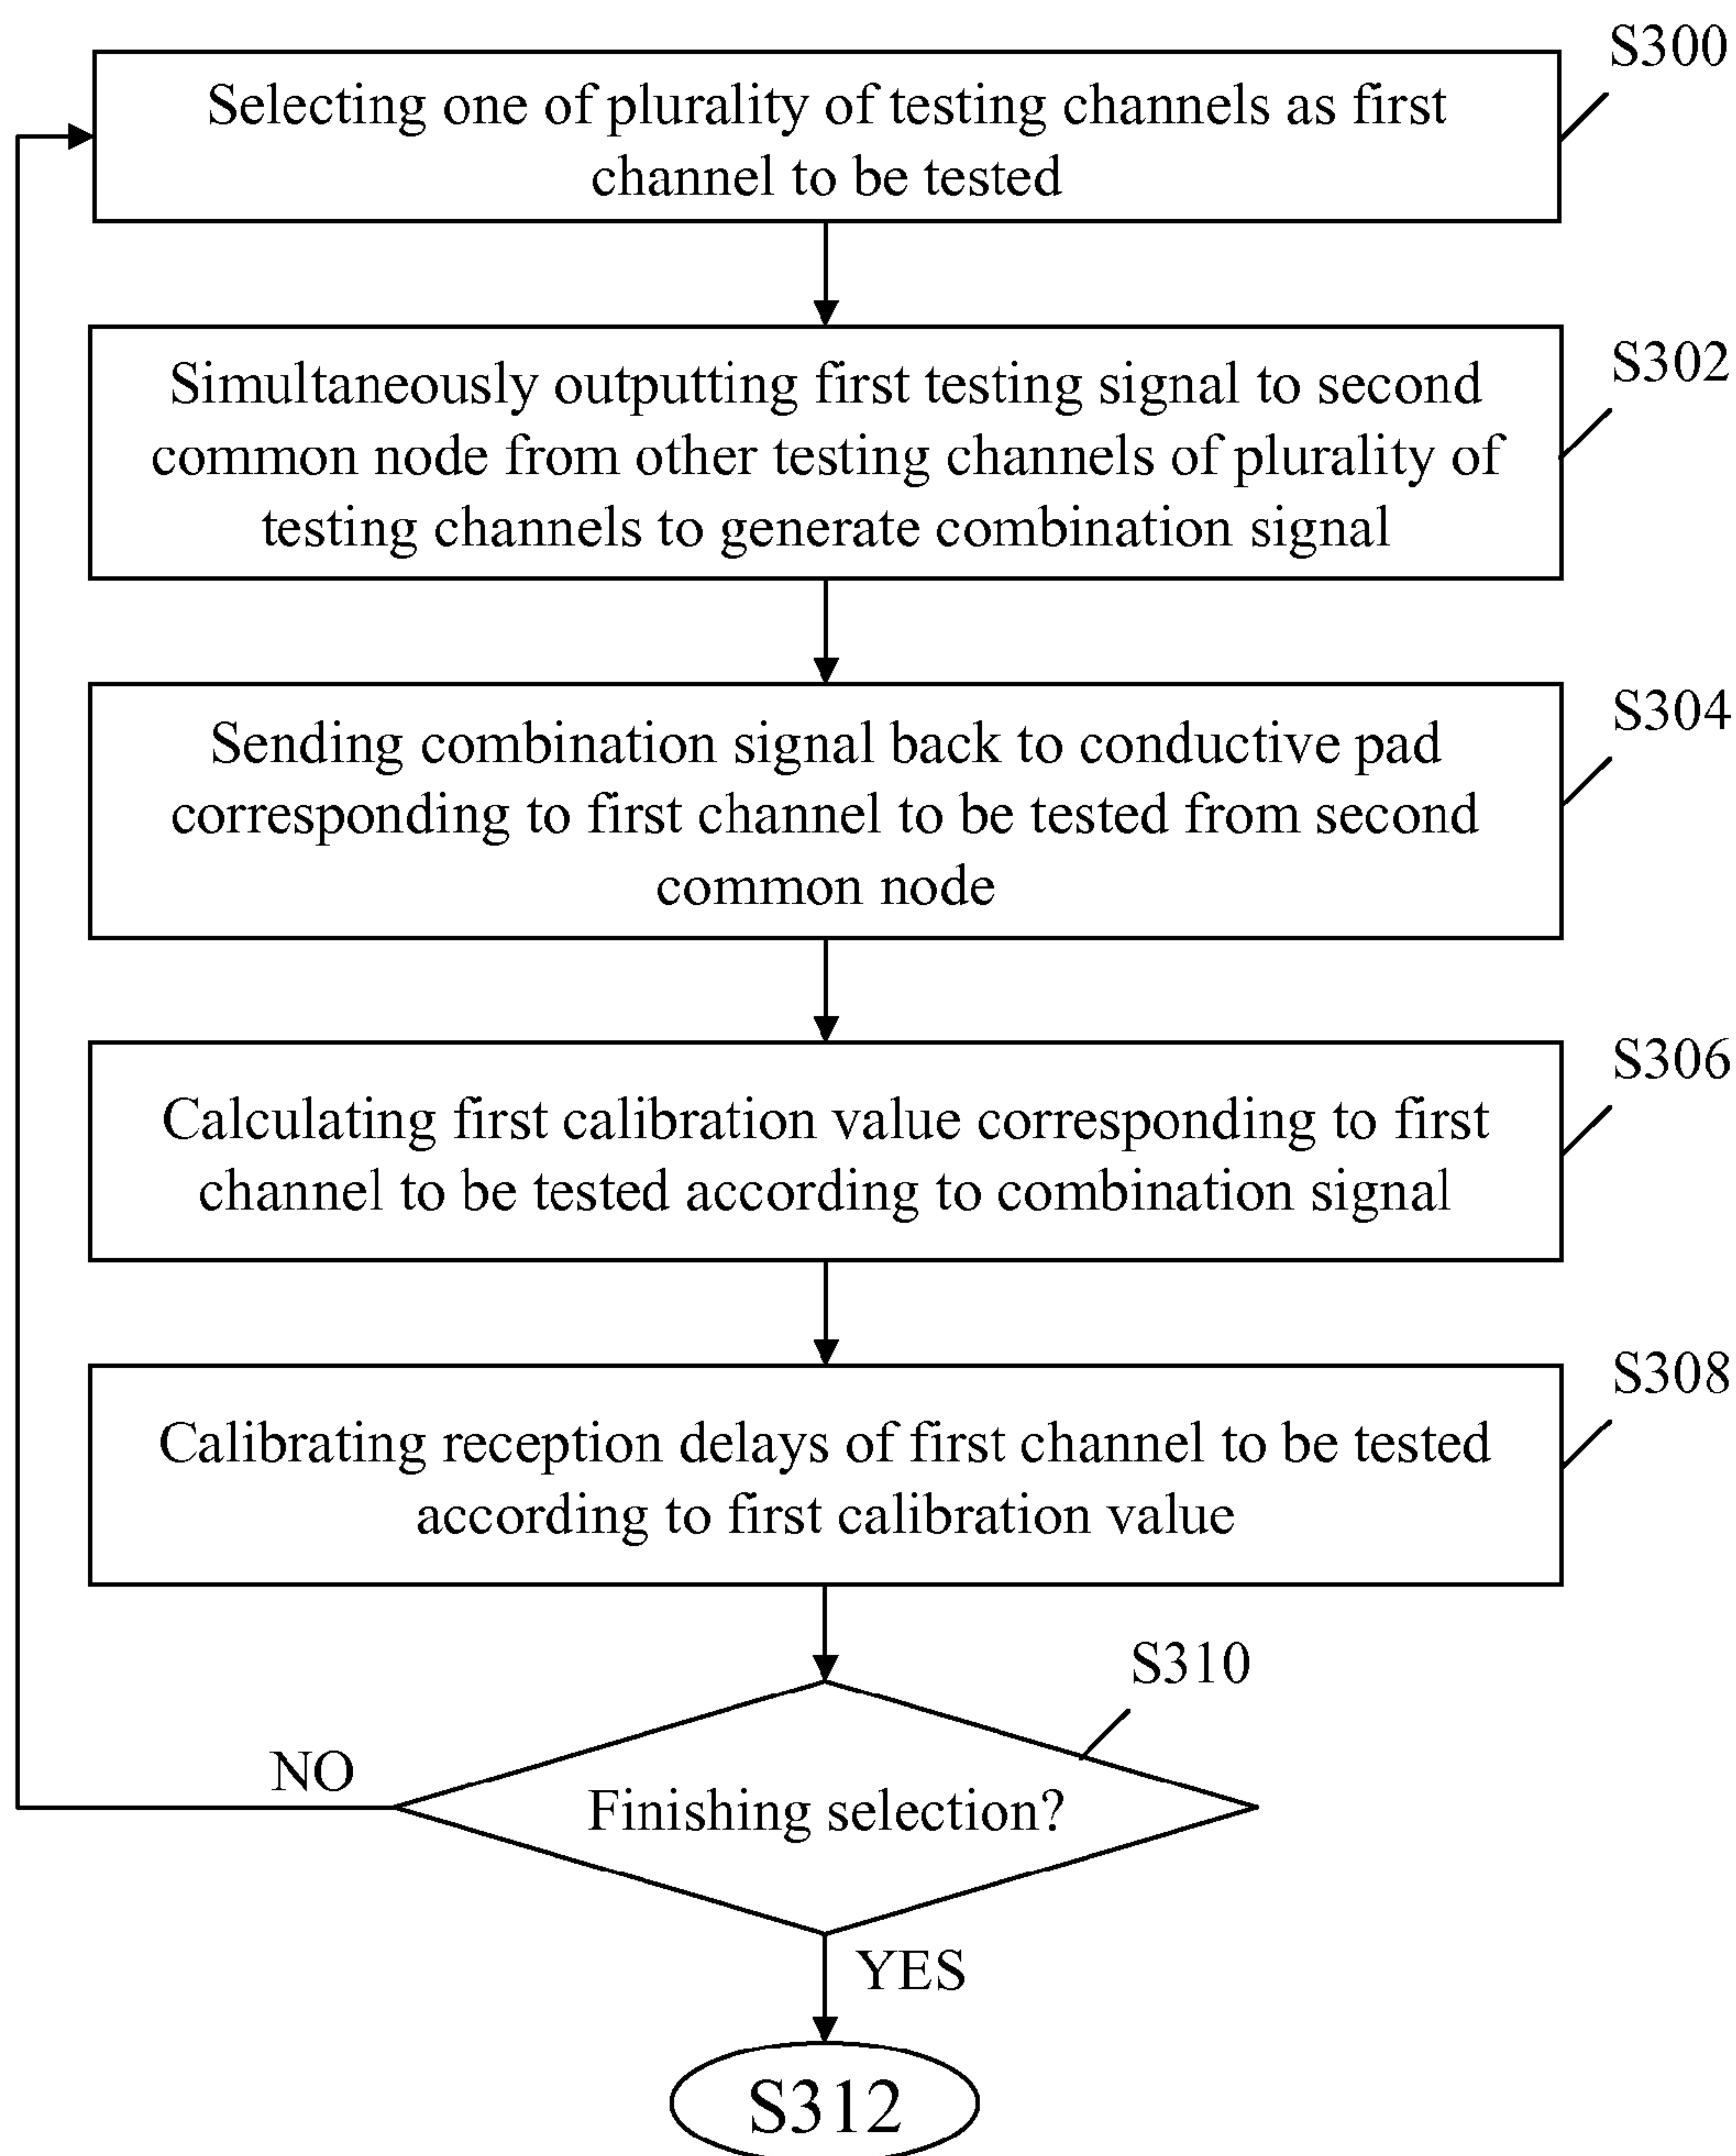 S300
Selecting one of plurality of testing channels as first
channel to be tested
S302
Simultaneously outputting first testing signal to second
common node from other testing channels of plurality of
testing channels to generate combination signal
S304
Sending combination signal back to conductive pad
corresponding to first channel to be tested from second
common node
S306
Calculating first calibration value corresponding to first
channel to be tested according to combination signal
S308
Calibrating reception delays of first channel to be tested
according to first calibration value
S310
NO
Finishing selection?
YES
S312